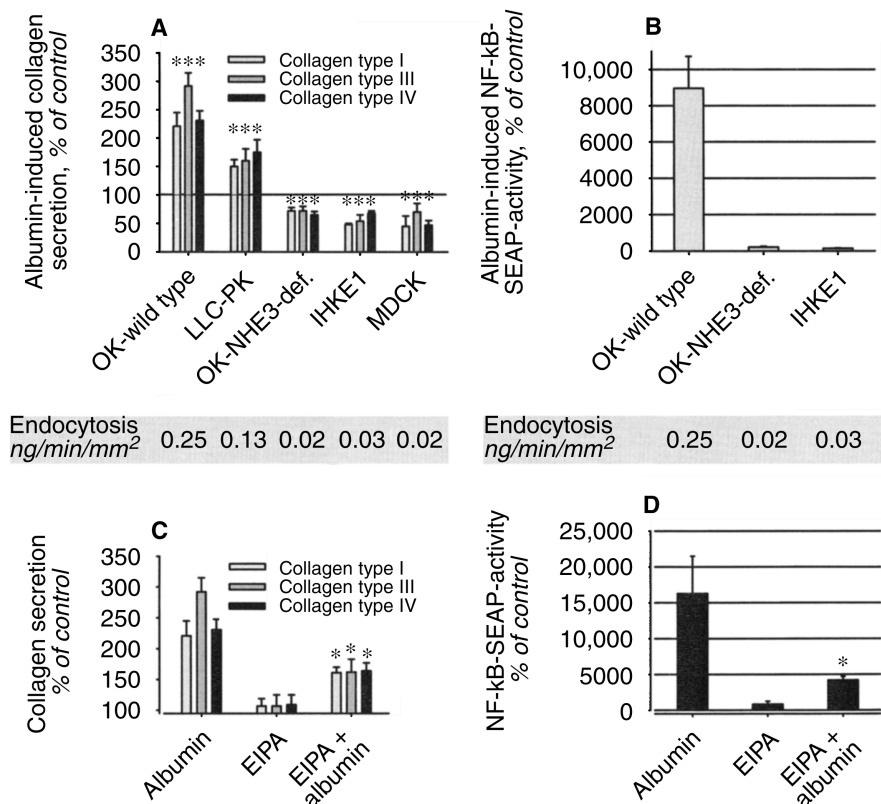 A
Albumin-induced collagen
secretion, % of control
350
300
250
200
150
100
50
0
***
***
***
***
***
Collagen type I
Collagen type III
Collagen type IV
OK-wild type
LLC-PK
OK-NHE3-def.
IHKE1
MDCK
B
Albumin-induced NF-kB-
SEAP-activity, % of control
10,000
8000
6000
4000
2000
0
OK-wild type
OK-NHE3-def.
IHKE1
Endocytosis
ng/min/mm²
0.25 0.13 0.02 0.03 0.02
Endocytosis
ng/min/mm²
0.25 0.02 0.03
C
Collagen secretion
% of control
350
300
250
200
150
100
Collagen type I
Collagen type III
Collagen type IV
* * *
Albumin
EIPA
EIPA +
albumin
D
NF-kB-SEAP-activity
% of control
25,000
20,000
15,000
10,000
5000
0
*
Albumin
EIPA
EIPA +
albumin